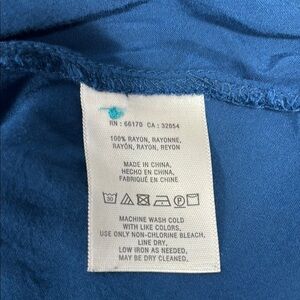 RN : 66170 CA : 32054
100% RAYON, RAYONNE,
RAYÓN, RAYON, REYON
MADE IN CHINA,
HECHO EN CHINA,
FABRIQUÉ EN CHINE
30 P
MACHINE WASH COLD
WITH LIKE COLORS,
USE ONLY NON-CHLORINE BLEACH,
LINE DRY,
LOW IRON AS NEEDED,
MAY BE DRY CLEANED.